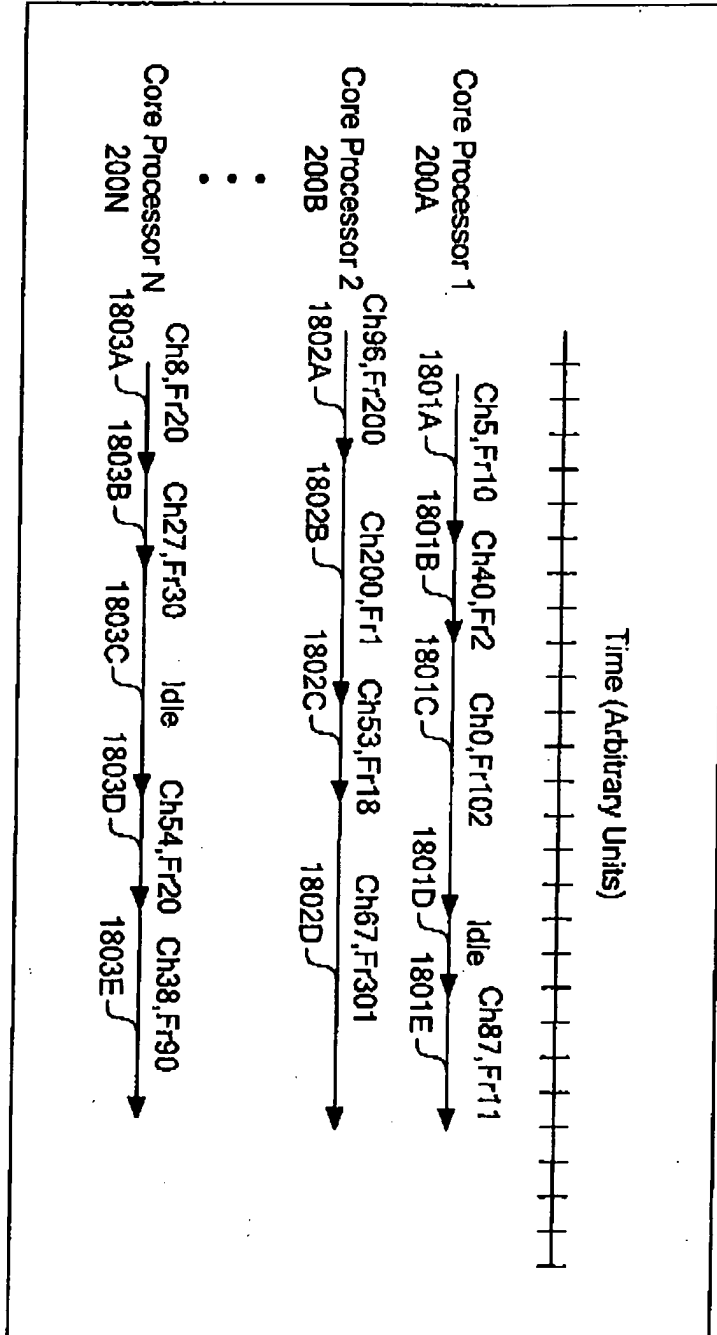 Time (Arbitrary Units)
Core Processor 1
200A
Ch5,Fr10 Ch40,Fr2 Ch0,Fr102 Idle Ch87,Fr11
1801A 1801B 1801C 1801D 1801E
Core Processor 2
200B
Ch96,Fr200 Ch200,Fr1 Ch53,Fr18 Ch67,Fr301
1802A 1802B 1802C 1802D
Core Processor N
200N
Ch8,Fr20 Ch27,Fr30 Idle Ch54,Fr20 Ch38,Fr90
1803A 1803B 1803C 1803D 1803E